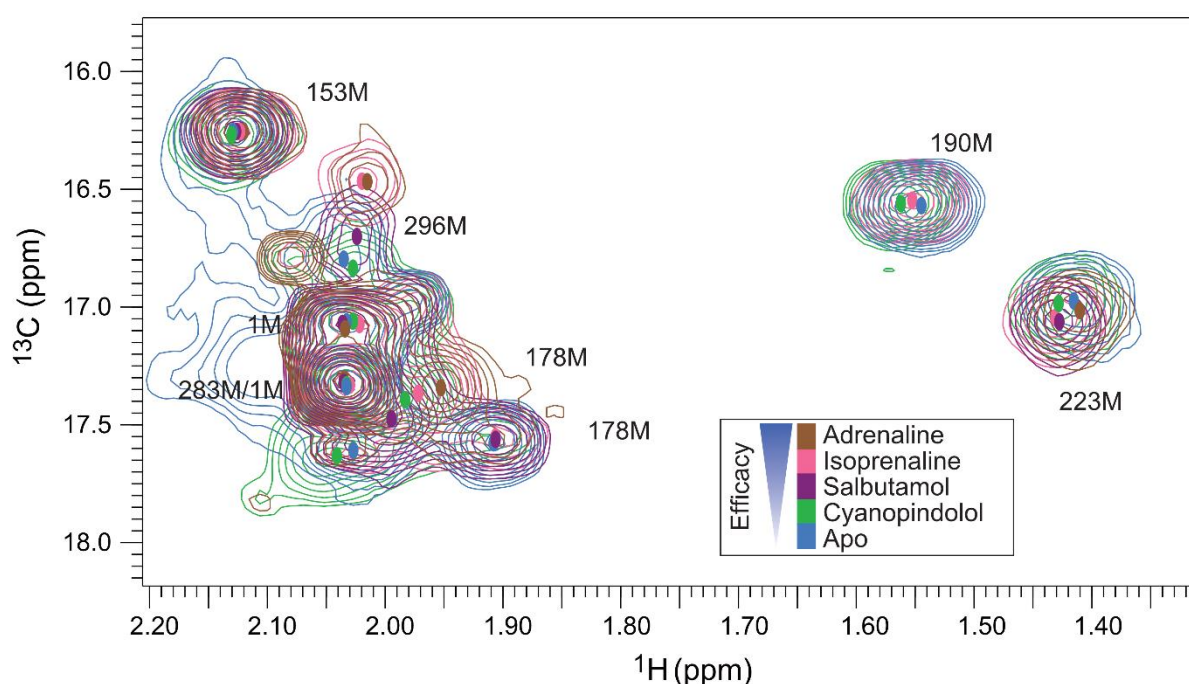 16.0
16.5
17.0
17.5
18.0
13C (ppm)
153M
296M
190M
1M
178M
283M/1M
178M
223M
Efficacy
Adrenaline
Isoprenaline
Salbutamol
Cyanopindolol
Apo
2.20 2.10 2.00 1.90 1.80 1.70 1.60 1.50 1.40
1H (ppm)